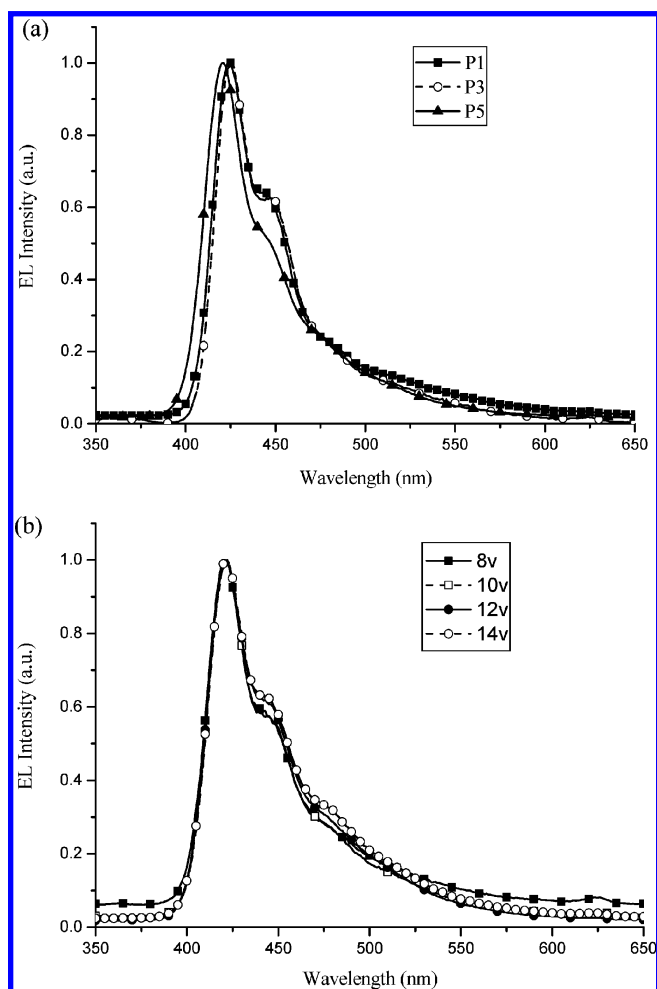 (a)
P1
P3
P5
EL Intensity (a.u.)
1.0
0.8
0.6
0.4
0.2
0.0
350 400 450 500 550 600 650
Wavelength (nm)
(b)
8v
10v
12v
14v
EL Intensity (a.u.)
1.0
0.8
0.6
0.4
0.2
0.0
350 400 450 500 550 600 650
Wavelength (nm)